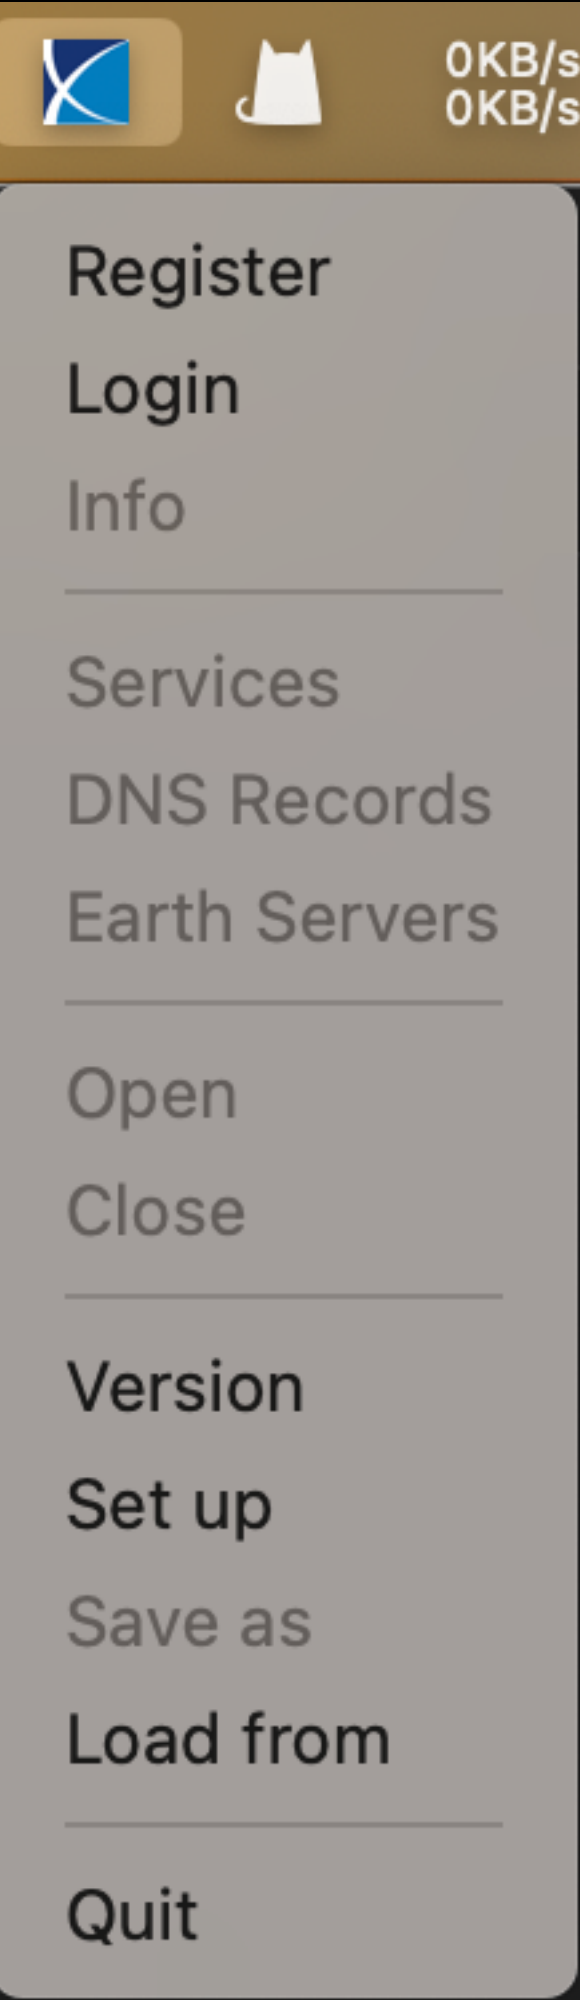 0KB/s
0KB/s
Register
Login
Info
Services
DNS Records
Earth Servers
Open
Close
Version
Set up
Save as
Load from
Quit